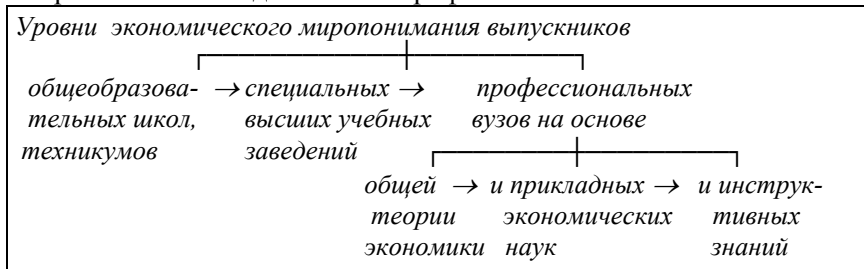 Уровни экономического миропонимания выпускников
общеобразова- → специальных → профессиональных
тельных школ, высших учебных вузов на основе
техникумов заведений
общей → и прикладных → и инструк-
теории экономических тивных
экономики наук знаний